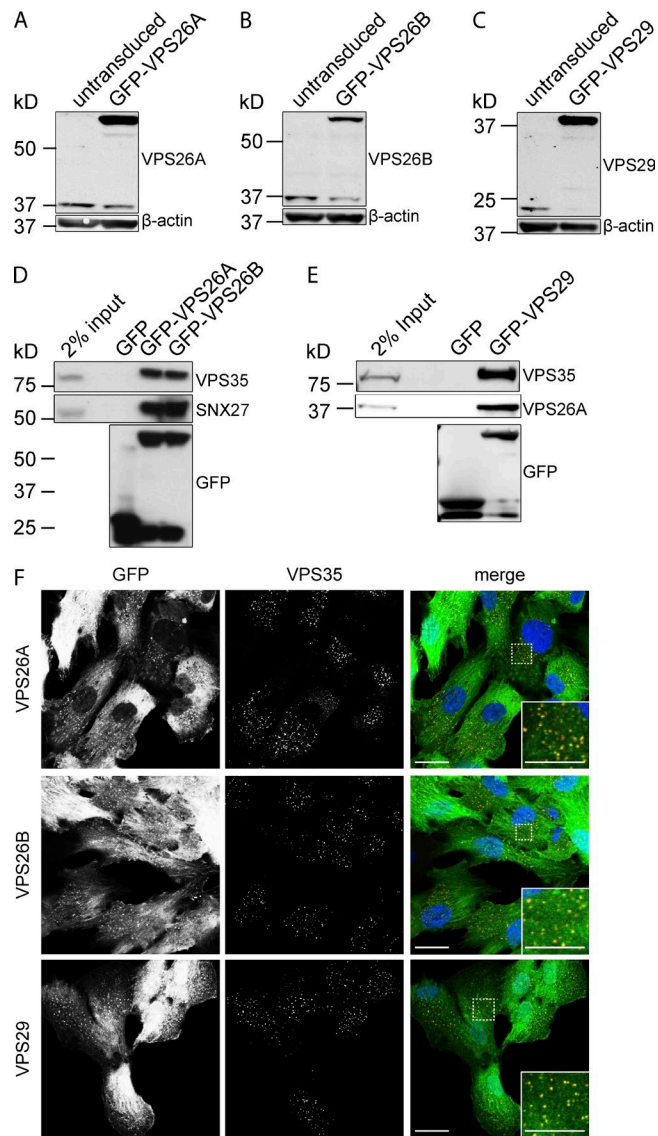 A
untransduced
GFP-VPS26A
kD
50
37
37
VPS26A
β-actin
B
untransduced
GFP-VPS26B
kD
50
37
37
VPS26B
β-actin
C
untransduced
GFP-VPS29
kD
37
25
37
VPS29
β-actin
D
2% input
GFP
GFP-VPS26A
GFP-VPS26B
kD
75
50
50
37
25
VPS35
SNX27
GFP
E
2% Input
GFP
GFP-VPS29
kD
75
37
VPS35
VPS26A
GFP
F
GFP VPS35 merge
VPS26A
VPS26B
VPS29